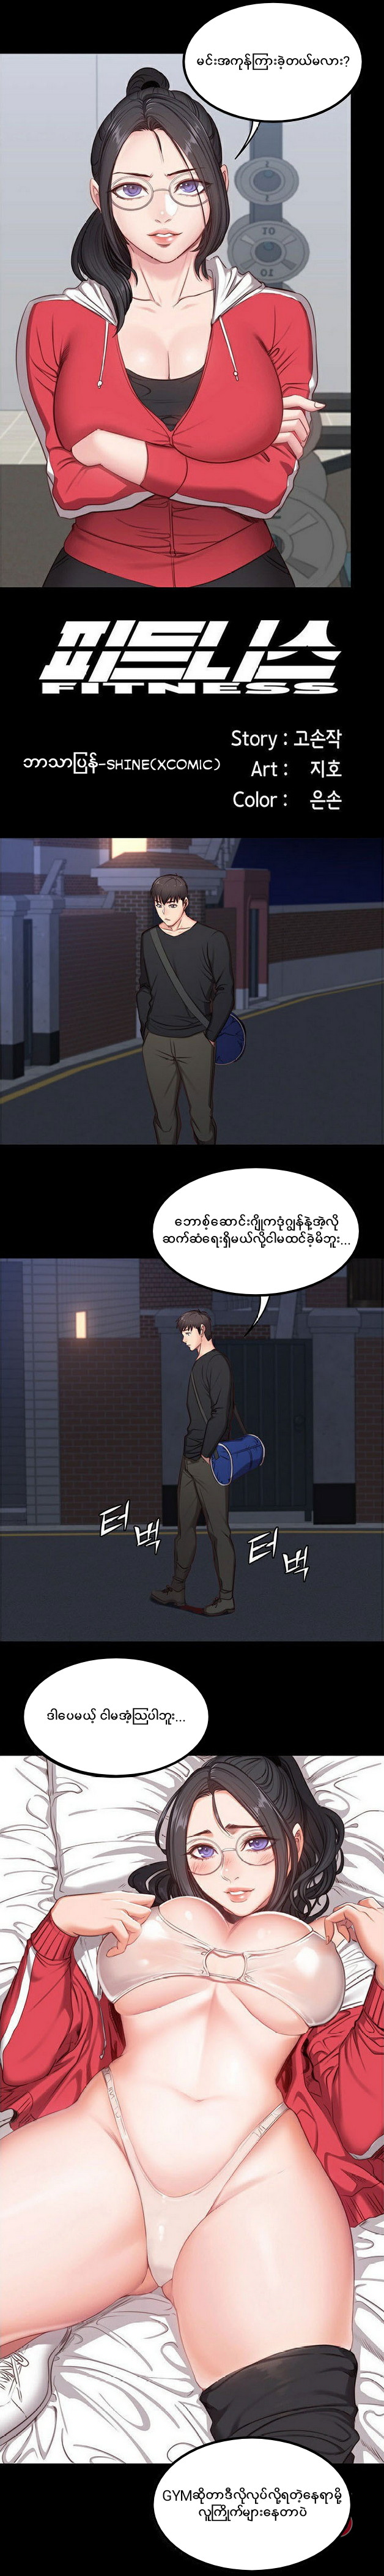 မင်းအကုန်ကြားခဲ့တယ်မလား?
피트니스
FITNESS
Story : 고손작
ဘာသာပြန်-SHINE(XCOMIC)
Art : 지호
Color : 은손
ဘော့စ်ဆောင်းဂျိုကဒုံဂျွန်နဲ့အဲ့လို
ဆက်ဆံရေးရှိမယ်လို့ငါမထင်ခဲ့မိဘူး...
터
벅
터
벅
ဒါပေမယ့် ငါမအံ့ဩပါဘူး...
GYMဆိုတာဒီလိုလုပ်လို့ရတဲ့နေရာမို့
လူကြိုက်များနေတာပဲ